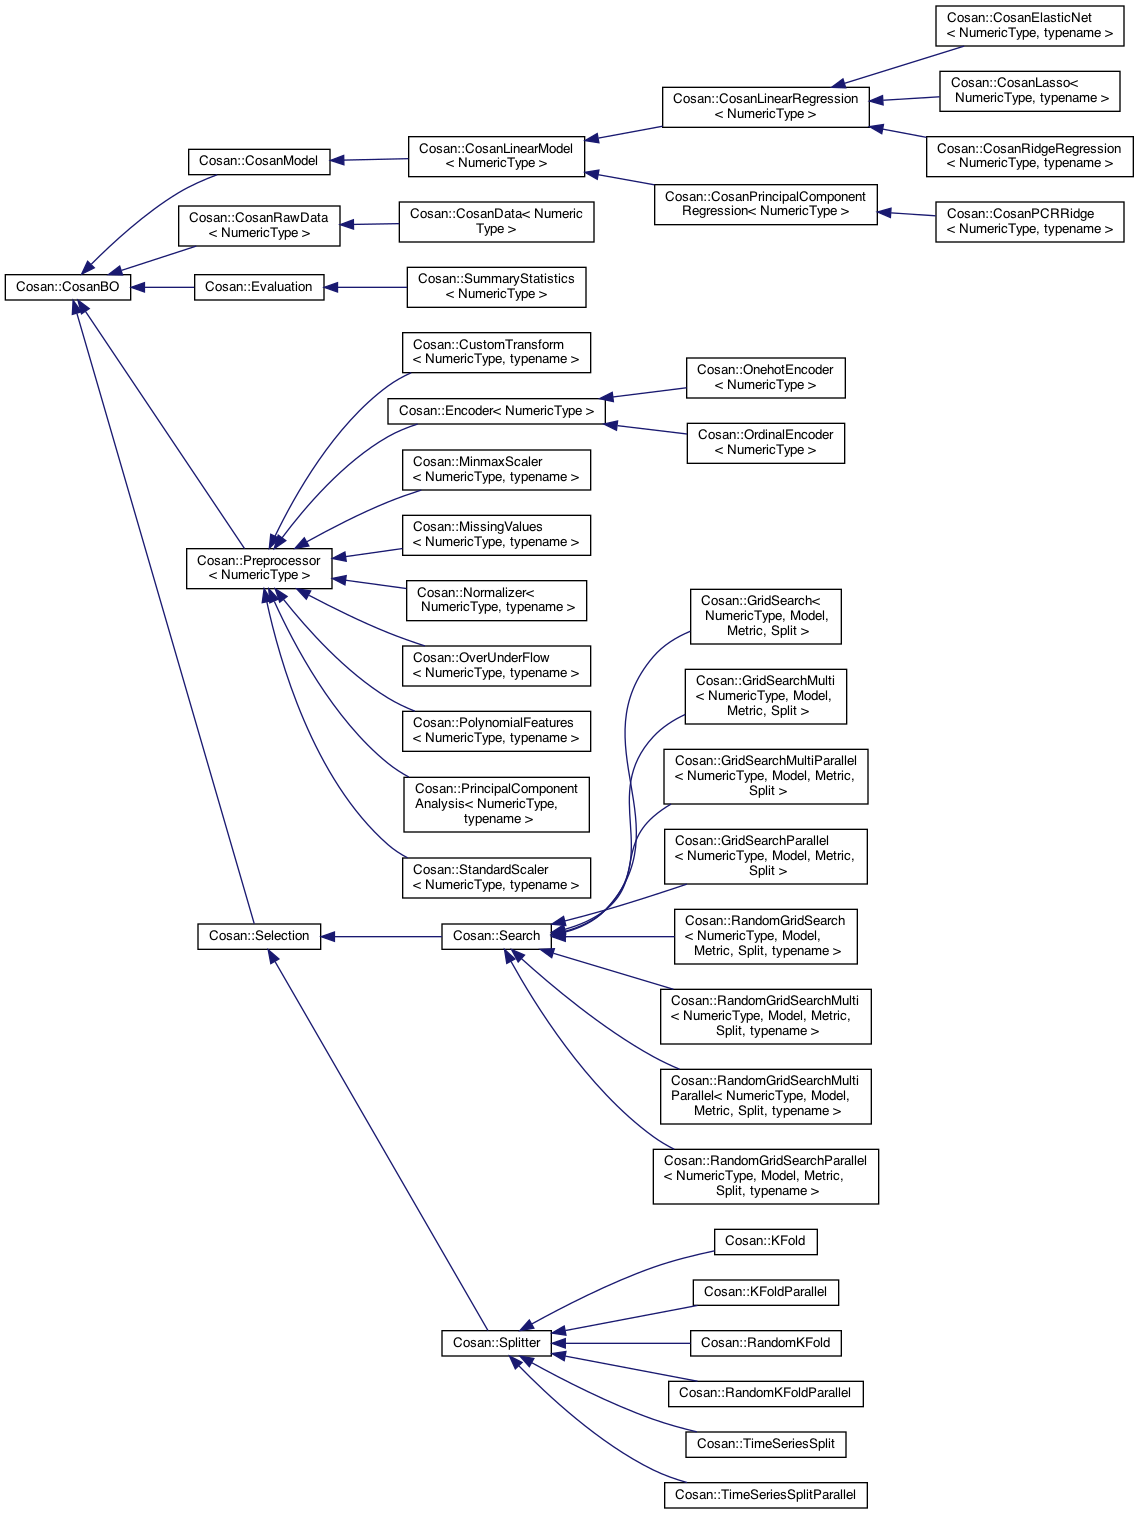 Cosan::CosanElasticNet
< NumericType, typename >
Cosan::CosanLasso<
NumericType, typename >
Cosan::CosanLinearRegression
< NumericType >
Cosan::CosanRidgeRegression
< NumericType, typename >
Cosan::CosanLinearModel
< NumericType >
Cosan::CosanModel
Cosan::CosanPrincipalComponent
Regression< NumericType >
Cosan::CosanPCRRidge
< NumericType, typename >
Cosan::CosanRawData
< NumericType >
Cosan::CosanData< Numeric
Type >
Cosan::CosanBO
Cosan::Evaluation
Cosan::SummaryStatistics
< NumericType >
Cosan::CustomTransform
< NumericType, typename >
Cosan::Encoder< NumericType >
Cosan::OnehotEncoder
< NumericType >
Cosan::OrdinalEncoder
< NumericType >
Cosan::MinmaxScaler
< NumericType, typename >
Cosan::MissingValues
< NumericType, typename >
Cosan::Preprocessor
< NumericType >
Cosan::Normalizer<
NumericType, typename >
Cosan::OverUnderFlow
< NumericType, typename >
Cosan::PolynomialFeatures
< NumericType, typename >
Cosan::PrincipalComponent
Analysis< NumericType,
typename >
Cosan::StandardScaler
< NumericType, typename >
Cosan::GridSearch<
NumericType, Model,
Metric, Split >
Cosan::GridSearchMulti
< NumericType, Model,
Metric, Split >
Cosan::GridSearchMultiParallel
< NumericType, Model, Metric,
Split >
Cosan::GridSearchParallel
< NumericType, Model, Metric,
Split >
Cosan::Selection
Cosan::Search
Cosan::RandomGridSearch
< NumericType, Model,
Metric, Split, typename >
Cosan::RandomGridSearchMulti
< NumericType, Model, Metric,
Split, typename >
Cosan::RandomGridSearchMulti
Parallel< NumericType, Model,
Metric, Split, typename >
Cosan::RandomGridSearchParallel
< NumericType, Model, Metric,
Split, typename >
Cosan::KFold
Cosan::KFoldParallel
Cosan::Splitter
Cosan::RandomKFold
Cosan::RandomKFoldParallel
Cosan::TimeSeriesSplit
Cosan::TimeSeriesSplitParallel